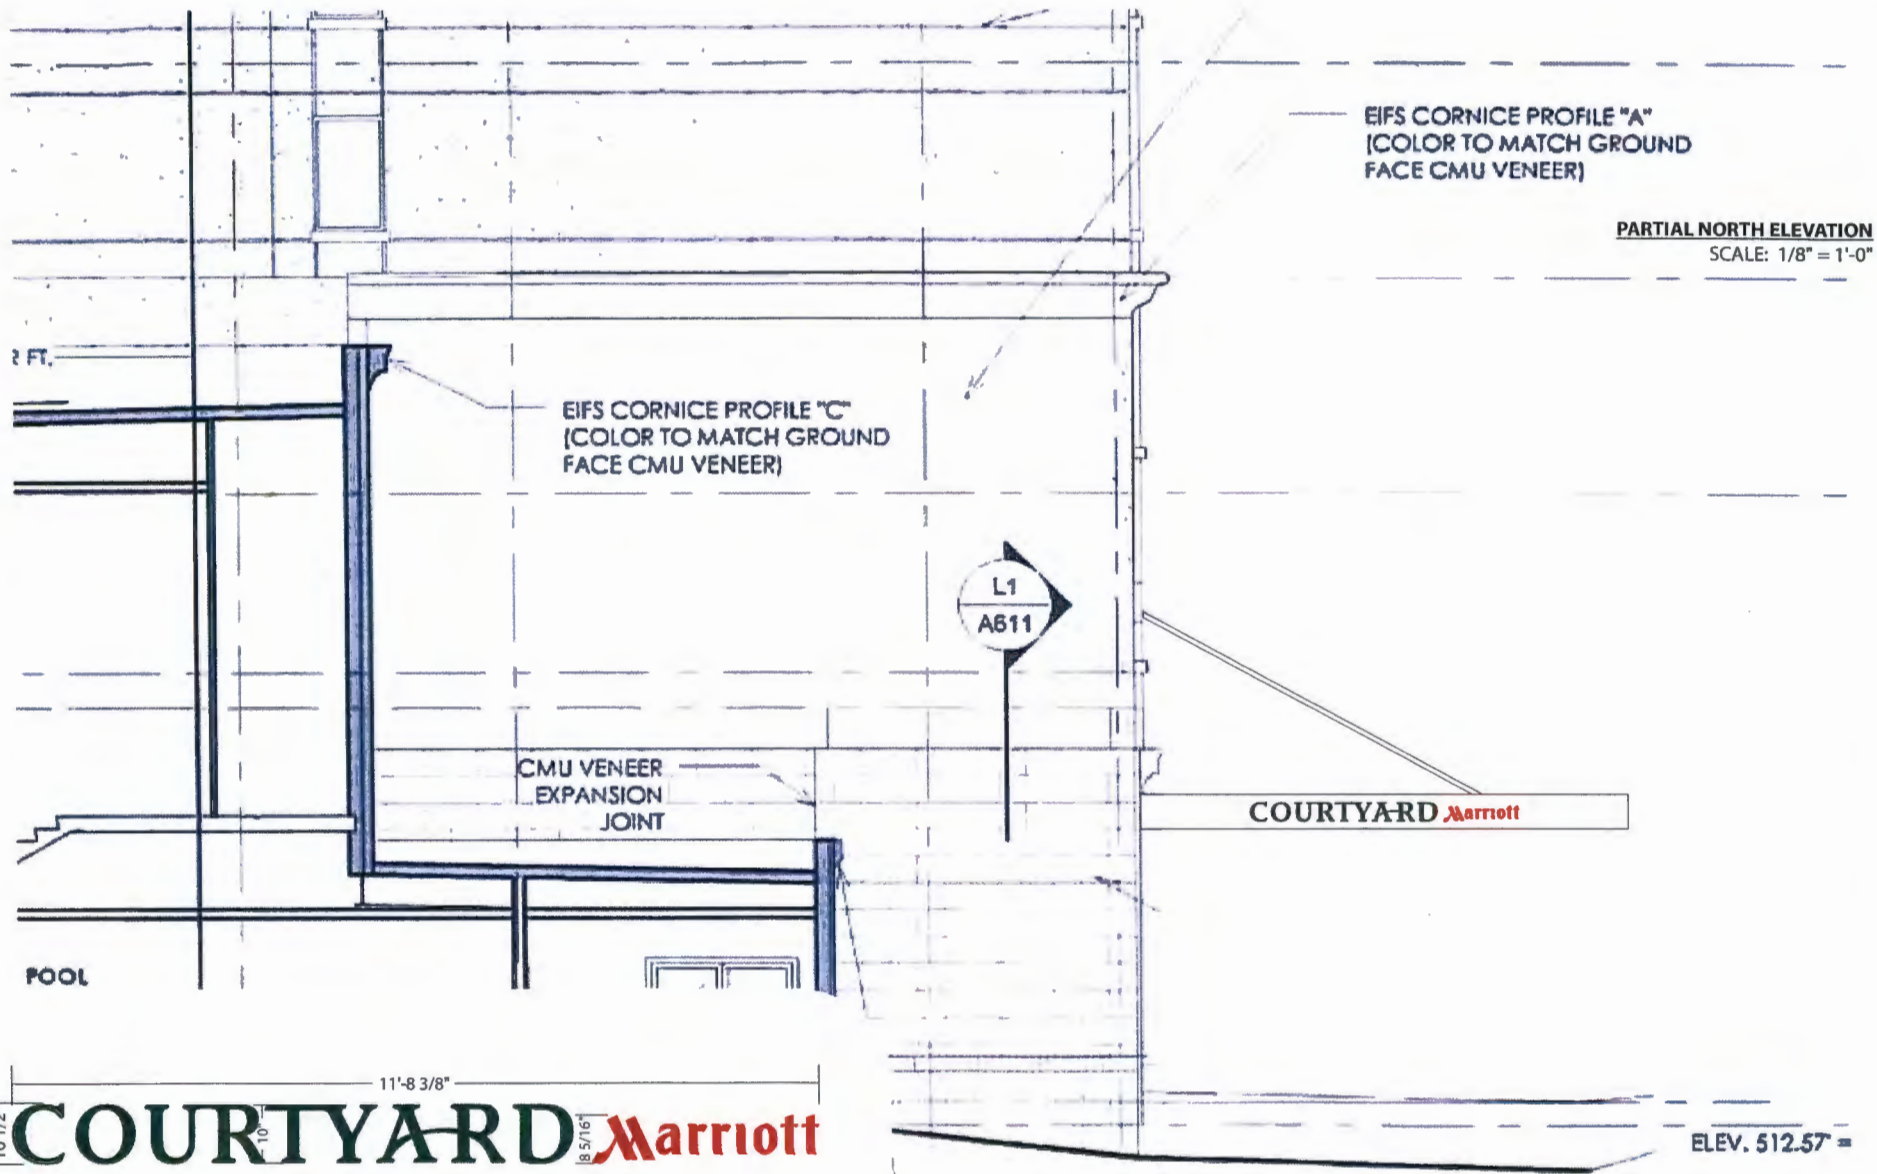 EIFS CORNICE PROFILE "A"
(COLOR TO MATCH GROUND
FACE CMU VENEER)
PARTIAL NORTH ELEVATION
SCALE: 1/8" = 1'-0"
FT.
EIFS CORNICE PROFILE "C"
(COLOR TO MATCH GROUND
FACE CMU VENEER)
L1
A611
CMU VENEER
EXPANSION
JOINT
COURTYARD Marriott
POOL
11'-8 3/8"
10"
8 5/16"
COURTYARD Marriott
ELEV. 512.57' =